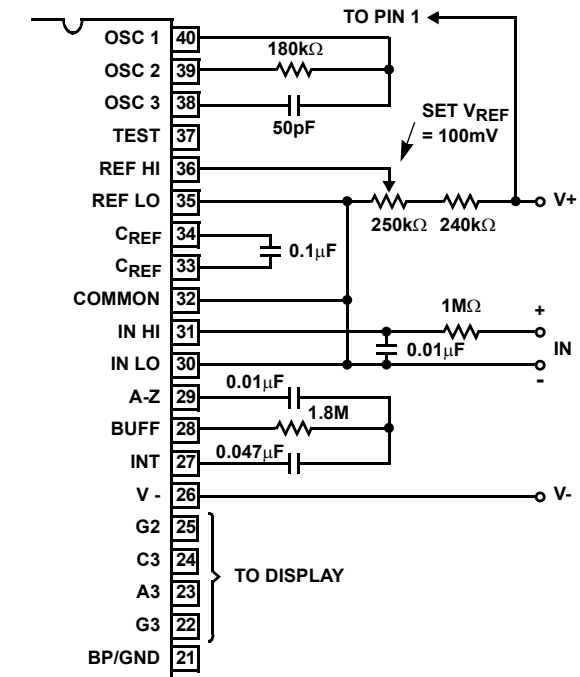 TO PIN 1
OSC 1 40
180kΩ
OSC 2 39
OSC 3 38
50pF
SET VREF
= 100mV
TEST 37
REF HI 36
REF LO 35
V+
250kΩ 240kΩ
CREF 34
0.1µF
CREF 33
COMMON 32
1MΩ
+
IN HI 31
0.01µF
IN
IN LO 30
-
0.01µF
A-Z 29
1.8M
BUFF 28
0.047µF
INT 27
V - 26
V-
G2 25
C3 24
TO DISPLAY
A3 23
G3 22
BP/GND 21